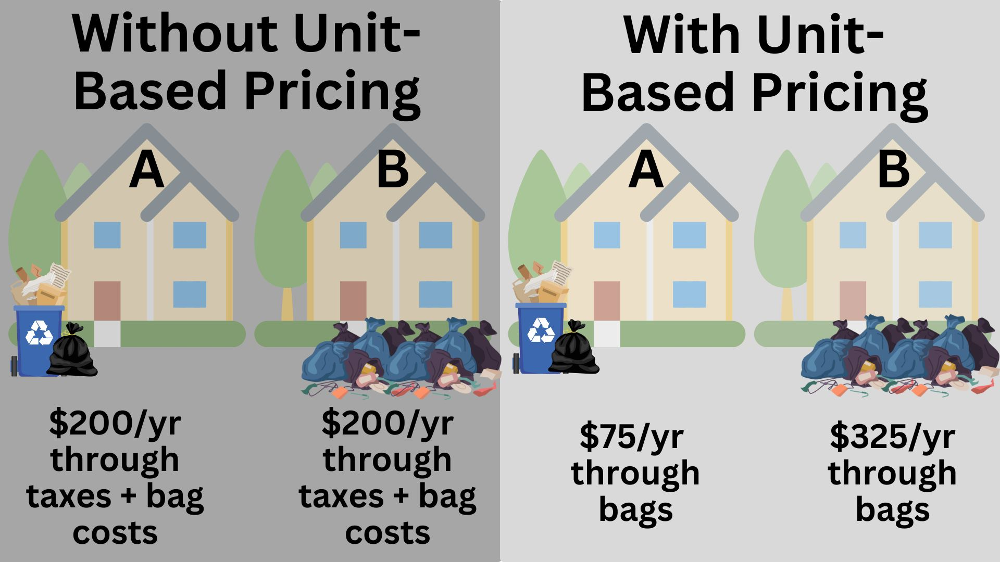 Without Unit-
Based Pricing
A
B
$200/yr
through
taxes + bag
costs
$200/yr
through
taxes + bag
costs
With Unit-
Based Pricing
A
B
$75/yr
through
bags
$325/yr
through
bags